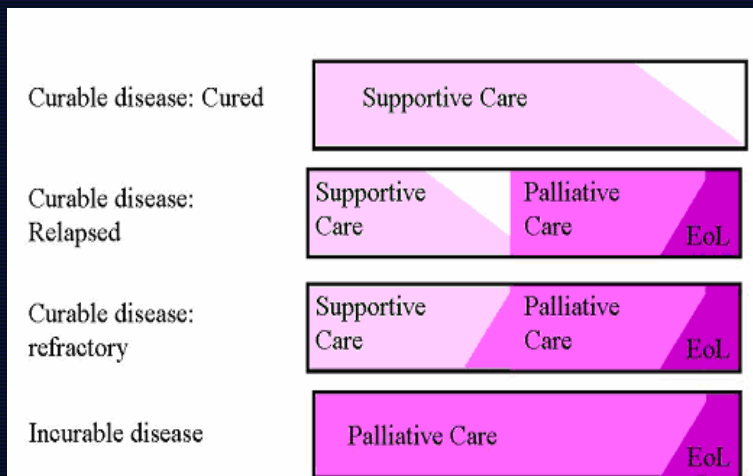 Curable disease: Cured
Supportive Care
Curable disease:
Relapsed
Supportive
Care
Palliative
Care
EoL
Curable disease:
refractory
Supportive
Care
Palliative
Care
EoL
Incurable disease
Palliative Care
EoL